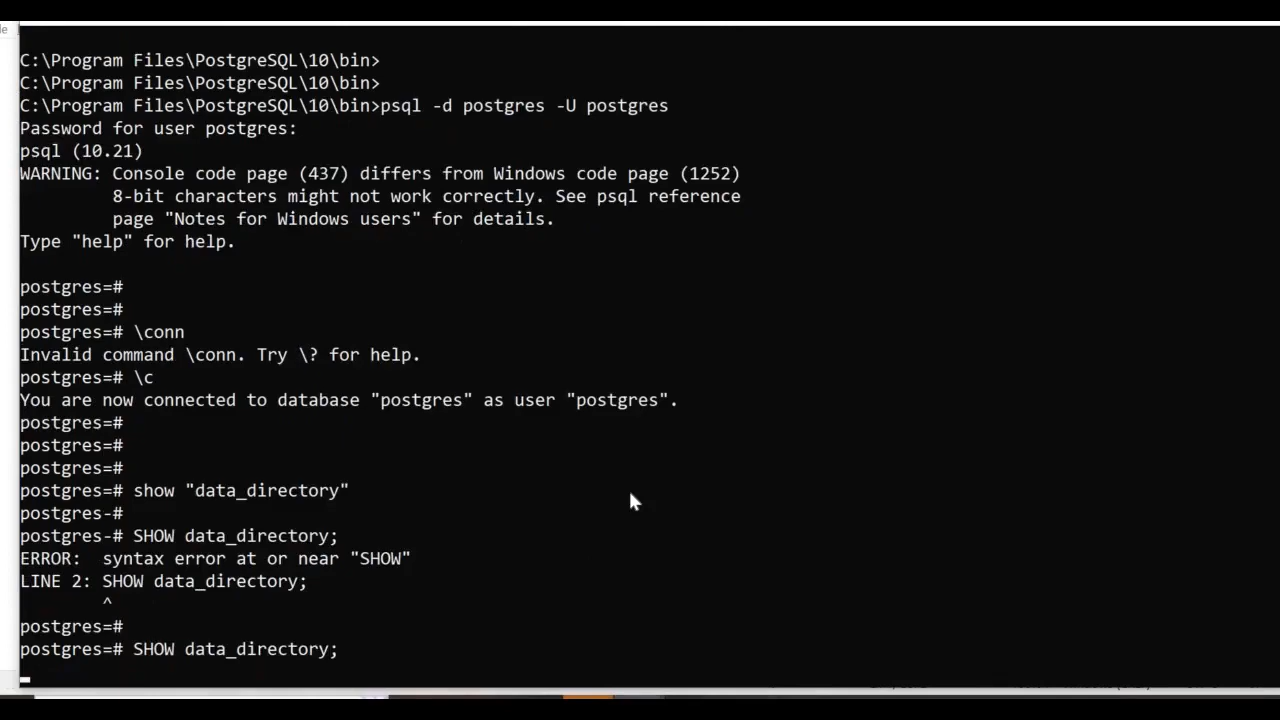 C:\Program Files\PostgreSQL\10\bin>
C:\Program Files\PostgreSQL\10\bin>
C:\Program Files\PostgreSQL\10\bin>psql -d postgres -U postgres
Password for user postgres:
psql (10.21)
WARNING: Console code page (437) differs from Windows code page (1252)
8-bit characters might not work correctly. See psql reference
page "Notes for Windows users" for details.
Type "help" for help.
postgres=#
postgres=#
postgres=# \conn
Invalid command \conn. Try \? for help.
postgres=# \c
You are now connected to database "postgres" as user "postgres".
postgres=#
postgres=#
postgres=#
postgres=# show "data_directory"
postgres-#
postgres-# SHOW data_directory;
ERROR:  syntax error at or near "SHOW"
LINE 2: SHOW data_directory;
^
postgres=#
postgres=# SHOW data_directory;